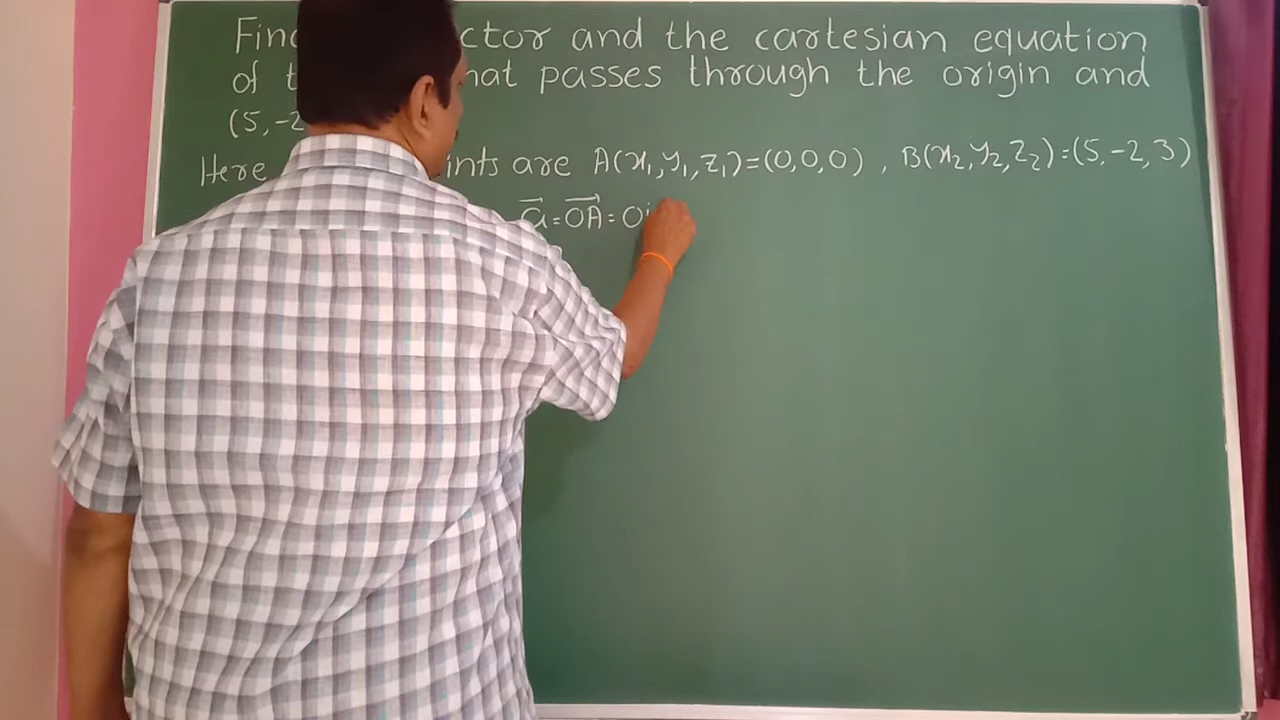 Find ctor and the cartesian equation
of t hat passes through the origin and
(5,-2
Here ints are A(x₁,y₁,z₁)=(0,0,0) , B(x₂,y₂,z₂)=(5,-2,3)
a⃗=OA⃗=0i